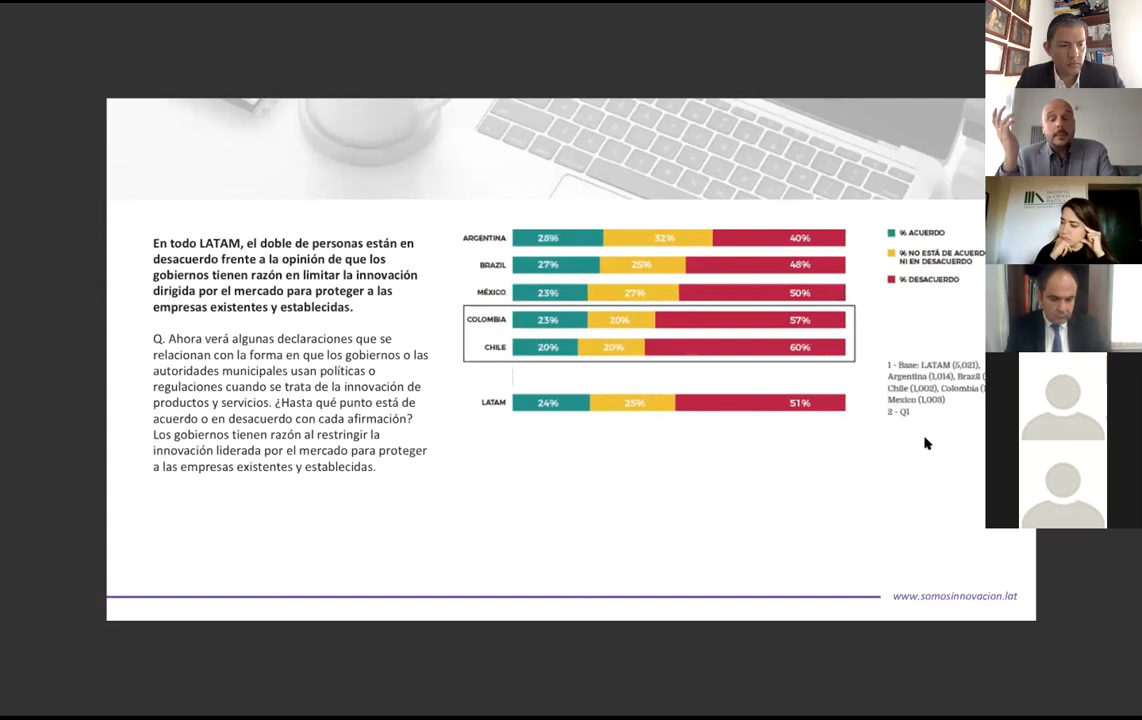 En todo LATAM, el doble de personas están en
desacuerdo frente a la opinión de que los
gobiernos tienen razón en limitar la innovación
dirigida por el mercado para proteger a las
empresas existentes y establecidas.
Q. Ahora verá algunas declaraciones que se
relacionan con la forma en que los gobiernos o las
autoridades municipales usan políticas o
regulaciones cuando se trata de la innovación de
productos y servicios. ¿Hasta qué punto está de
acuerdo o en desacuerdo con cada afirmación?
Los gobiernos tienen razón al restringir la
innovación liderada por el mercado para proteger
a las empresas existentes y establecidas.
ARGENTINA 28% 32% 40%
BRAZIL 27% 25% 48%
MÉXICO 23% 27% 50%
COLOMBIA 23% 20% 57%
CHILE 20% 20% 60%
LATAM 24% 25% 51%
% ACUERDO
% NO ESTÁ DE ACUERDO
NI EN DESACUERDO
% DESACUERDO
1 - Base: LATAM (5,021),
Argentina (1,014), Brazil (
Chile (1,002), Colombia (
Mexico (1,003)
2 - Q1
www.somosinnovacion.lat